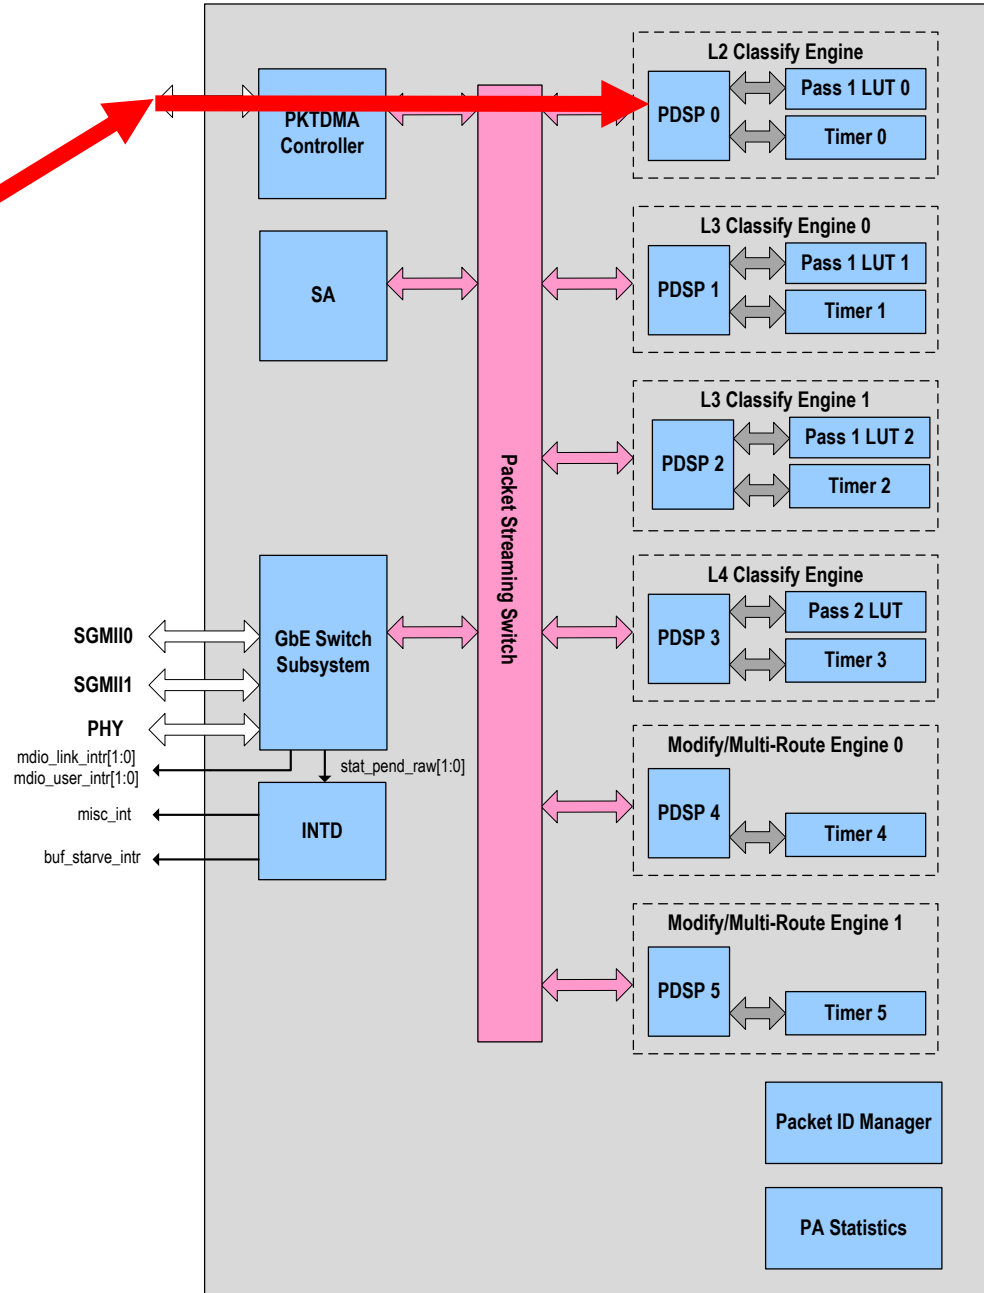 L2 Classify Engine
PDSP 0
Pass 1 LUT 0
Timer 0
PKTDMA
Controller
L3 Classify Engine 0
PDSP 1
Pass 1 LUT 1
Timer 1
SA
L3 Classify Engine 1
PDSP 2
Pass 1 LUT 2
Timer 2
Packet Streaming Switch
L4 Classify Engine
PDSP 3
Pass 2 LUT
Timer 3
SGMII0
SGMII1
PHY
GbE Switch
Subsystem
mdio_link_intr[1:0]
mdio_user_intr[1:0]
stat_pend_raw[1:0]
misc_int
buf_starve_intr
INTD
Modify/Multi-Route Engine 0
PDSP 4
Timer 4
Modify/Multi-Route Engine 1
PDSP 5
Timer 5
Packet ID Manager
PA Statistics